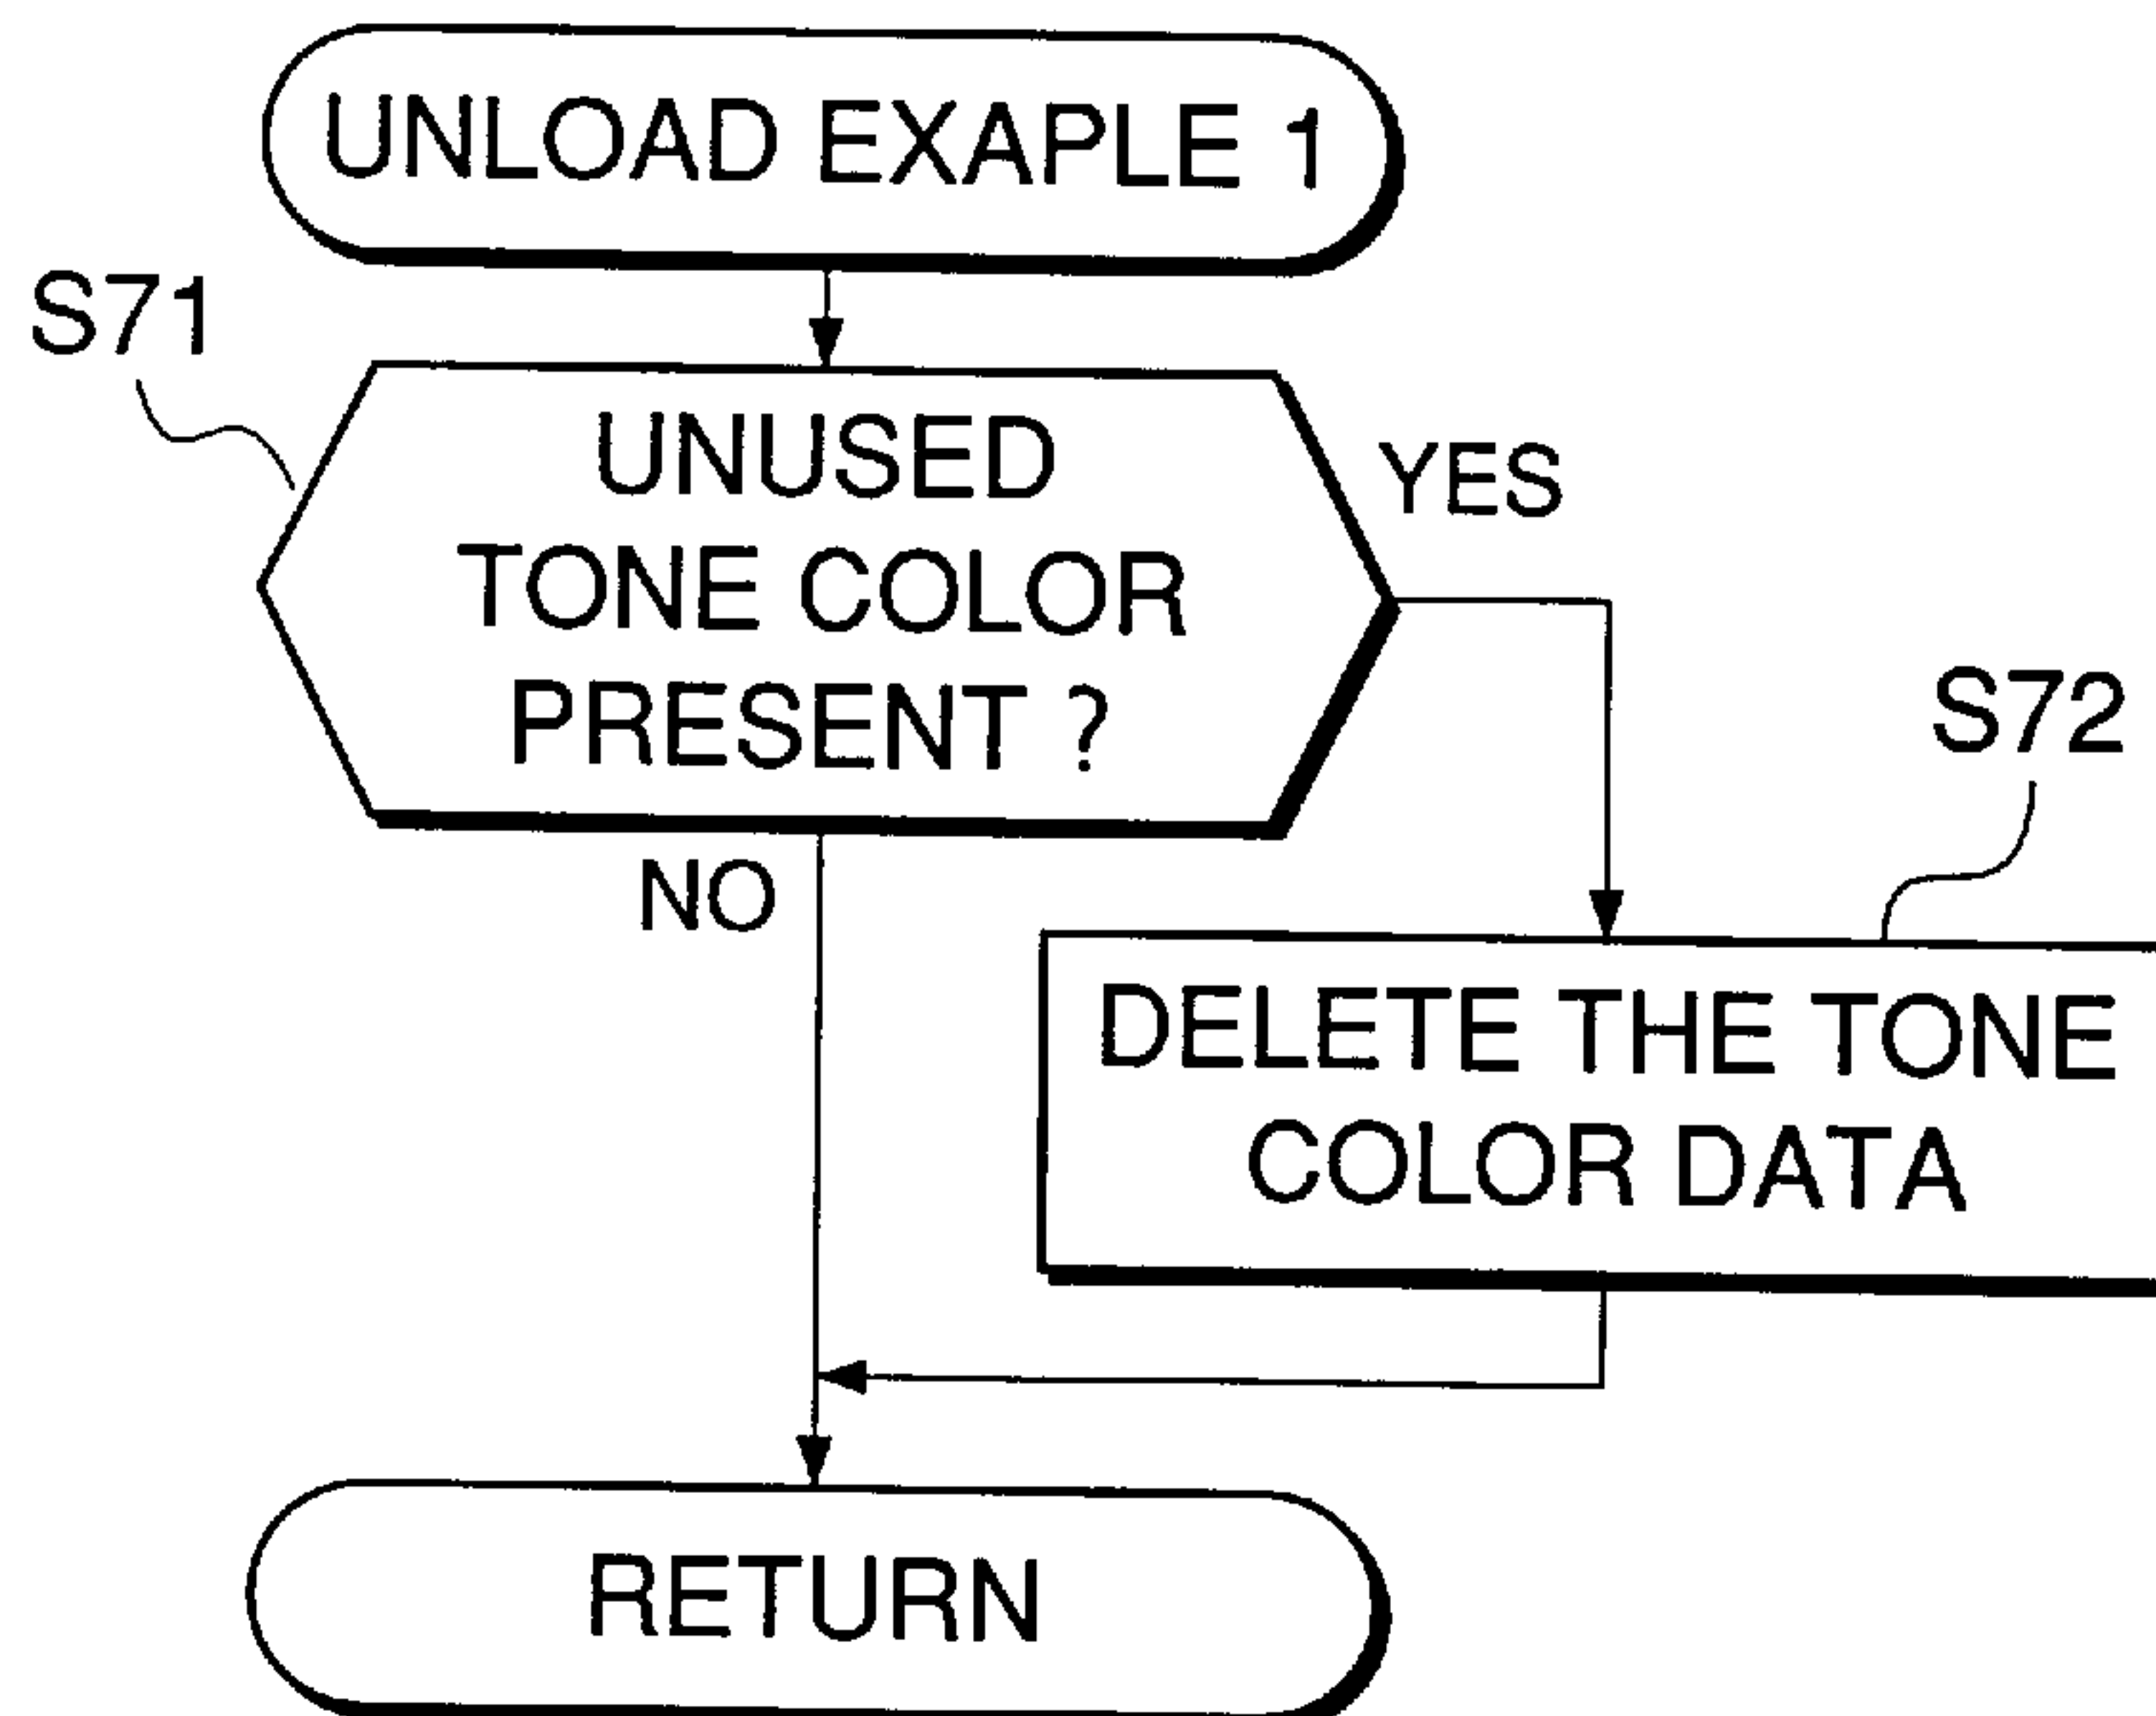 UNLOAD EXAPLE 1
S71
UNUSED
TONE COLOR
PRESENT ?
YES
NO
S72
DELETE THE TONE
COLOR DATA
RETURN